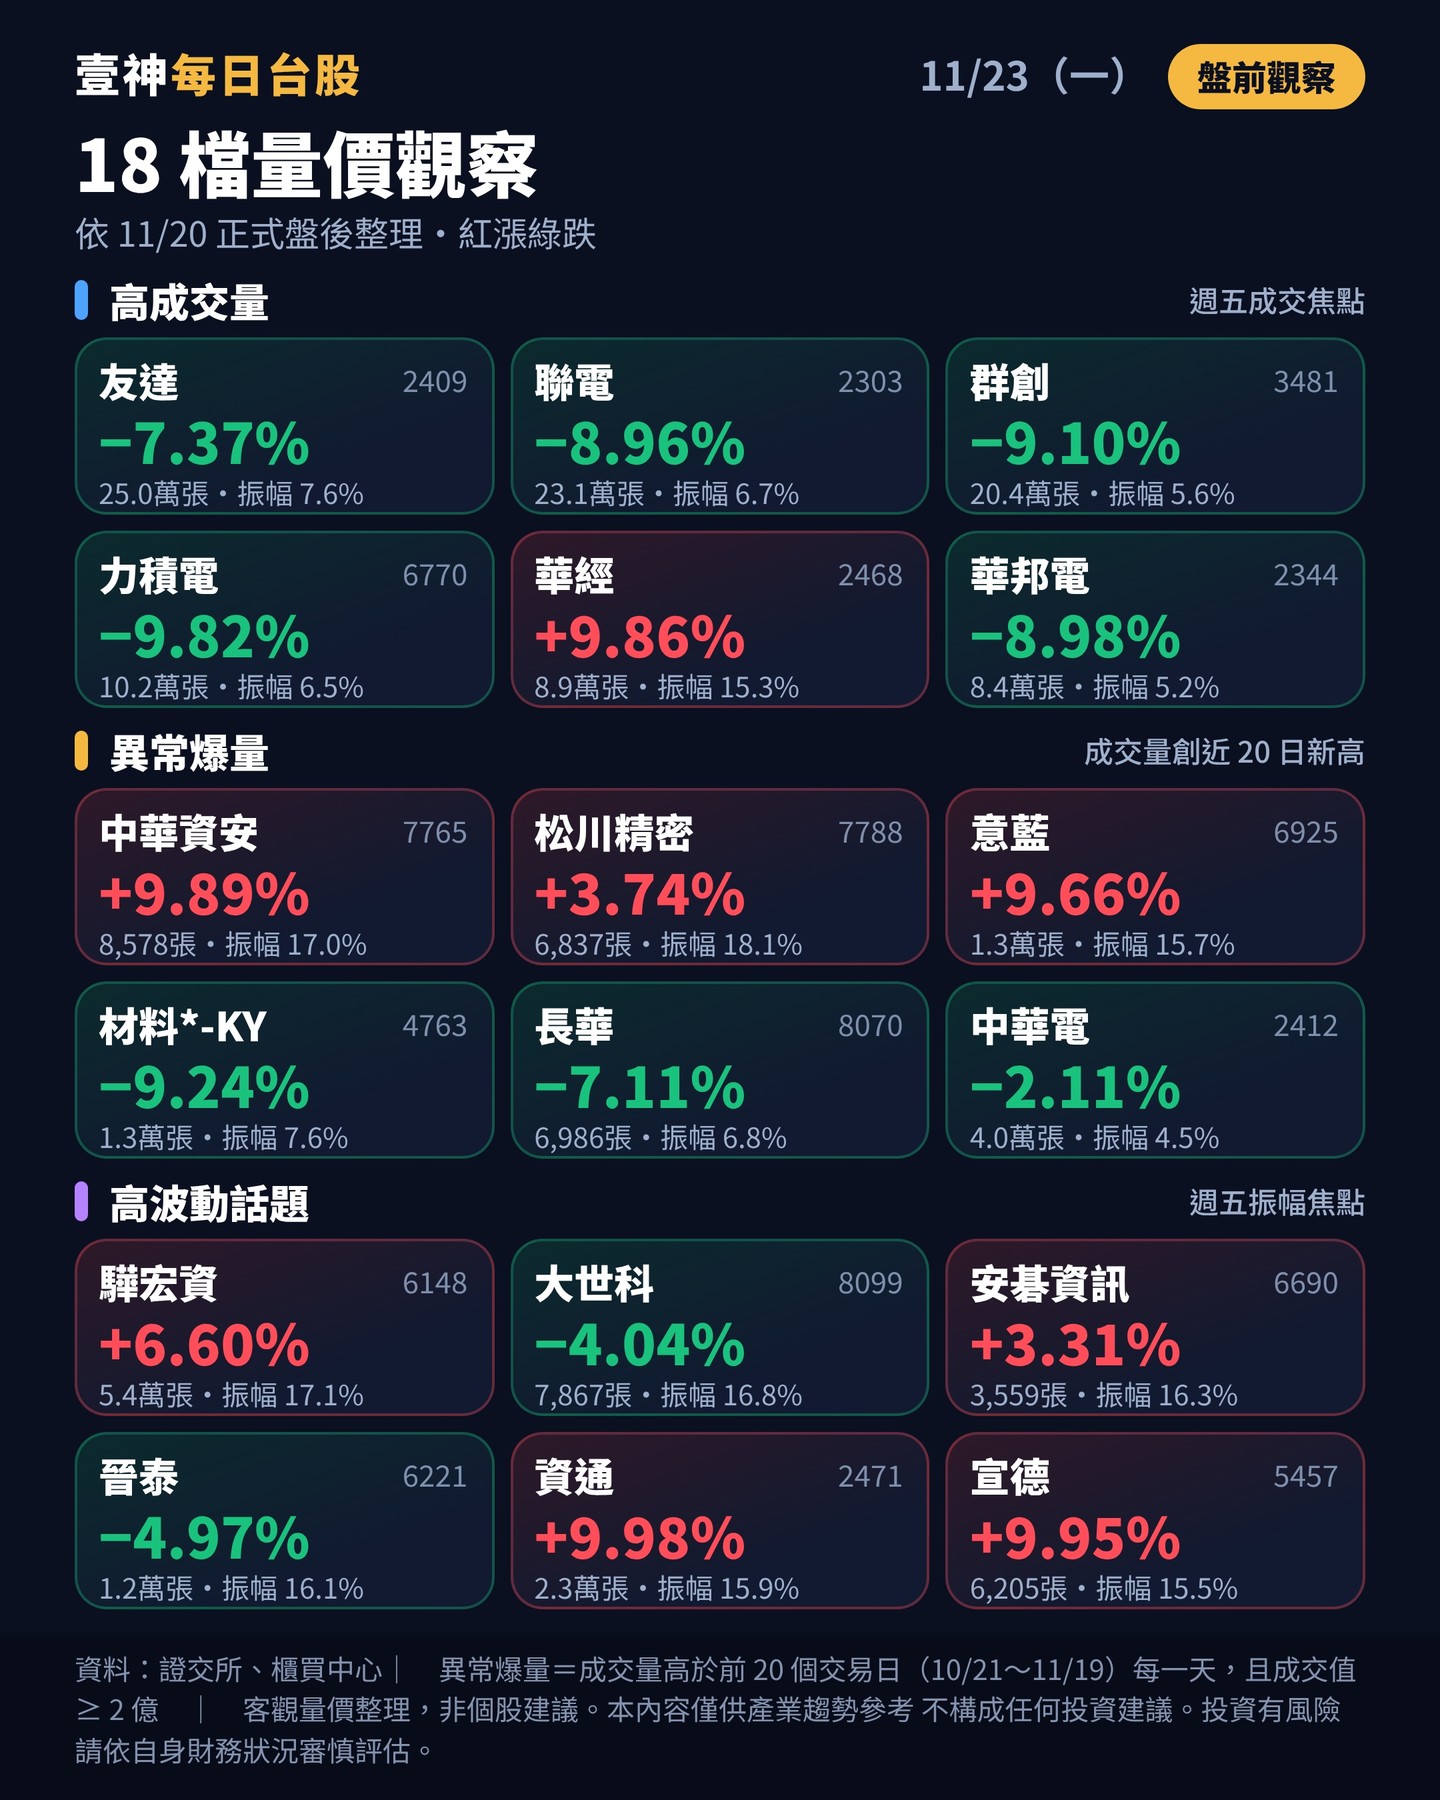 壹神每日台股
11/23（一）
盤前觀察
18 檔量價觀察
依 11/20 正式盤後整理・紅漲綠跌
高成交量
週五成交焦點
友達 2409
−7.37%
25.0萬張・振幅 7.6%
聯電 2303
−8.96%
23.1萬張・振幅 6.7%
群創 3481
−9.10%
20.4萬張・振幅 5.6%
力積電 6770
−9.82%
10.2萬張・振幅 6.5%
華經 2468
+9.86%
8.9萬張・振幅 15.3%
華邦電 2344
−8.98%
8.4萬張・振幅 5.2%
異常爆量
成交量創近 20 日新高
中華資安 7765
+9.89%
8,578張・振幅 17.0%
松川精密 7788
+3.74%
6,837張・振幅 18.1%
意藍 6925
+9.66%
1.3萬張・振幅 15.7%
材料*-KY 4763
−9.24%
1.3萬張・振幅 7.6%
長華 8070
−7.11%
6,986張・振幅 6.8%
中華電 2412
−2.11%
4.0萬張・振幅 4.5%
高波動話題
週五振幅焦點
驊宏資 6148
+6.60%
5.4萬張・振幅 17.1%
大世科 8099
−4.04%
7,867張・振幅 16.8%
安碁資訊 6690
+3.31%
3,559張・振幅 16.3%
晉泰 6221
−4.97%
1.2萬張・振幅 16.1%
資通 2471
+9.98%
2.3萬張・振幅 15.9%
宣德 5457
+9.95%
6,205張・振幅 15.5%
資料：證交所、櫃買中心｜ 異常爆量＝成交量高於前 20 個交易日（10/21～11/19）每一天，且成交值
≥ 2 億 ｜ 客觀量價整理，非個股建議。本內容僅供產業趨勢參考 不構成任何投資建議。投資有風險
請依自身財務狀況審慎評估。